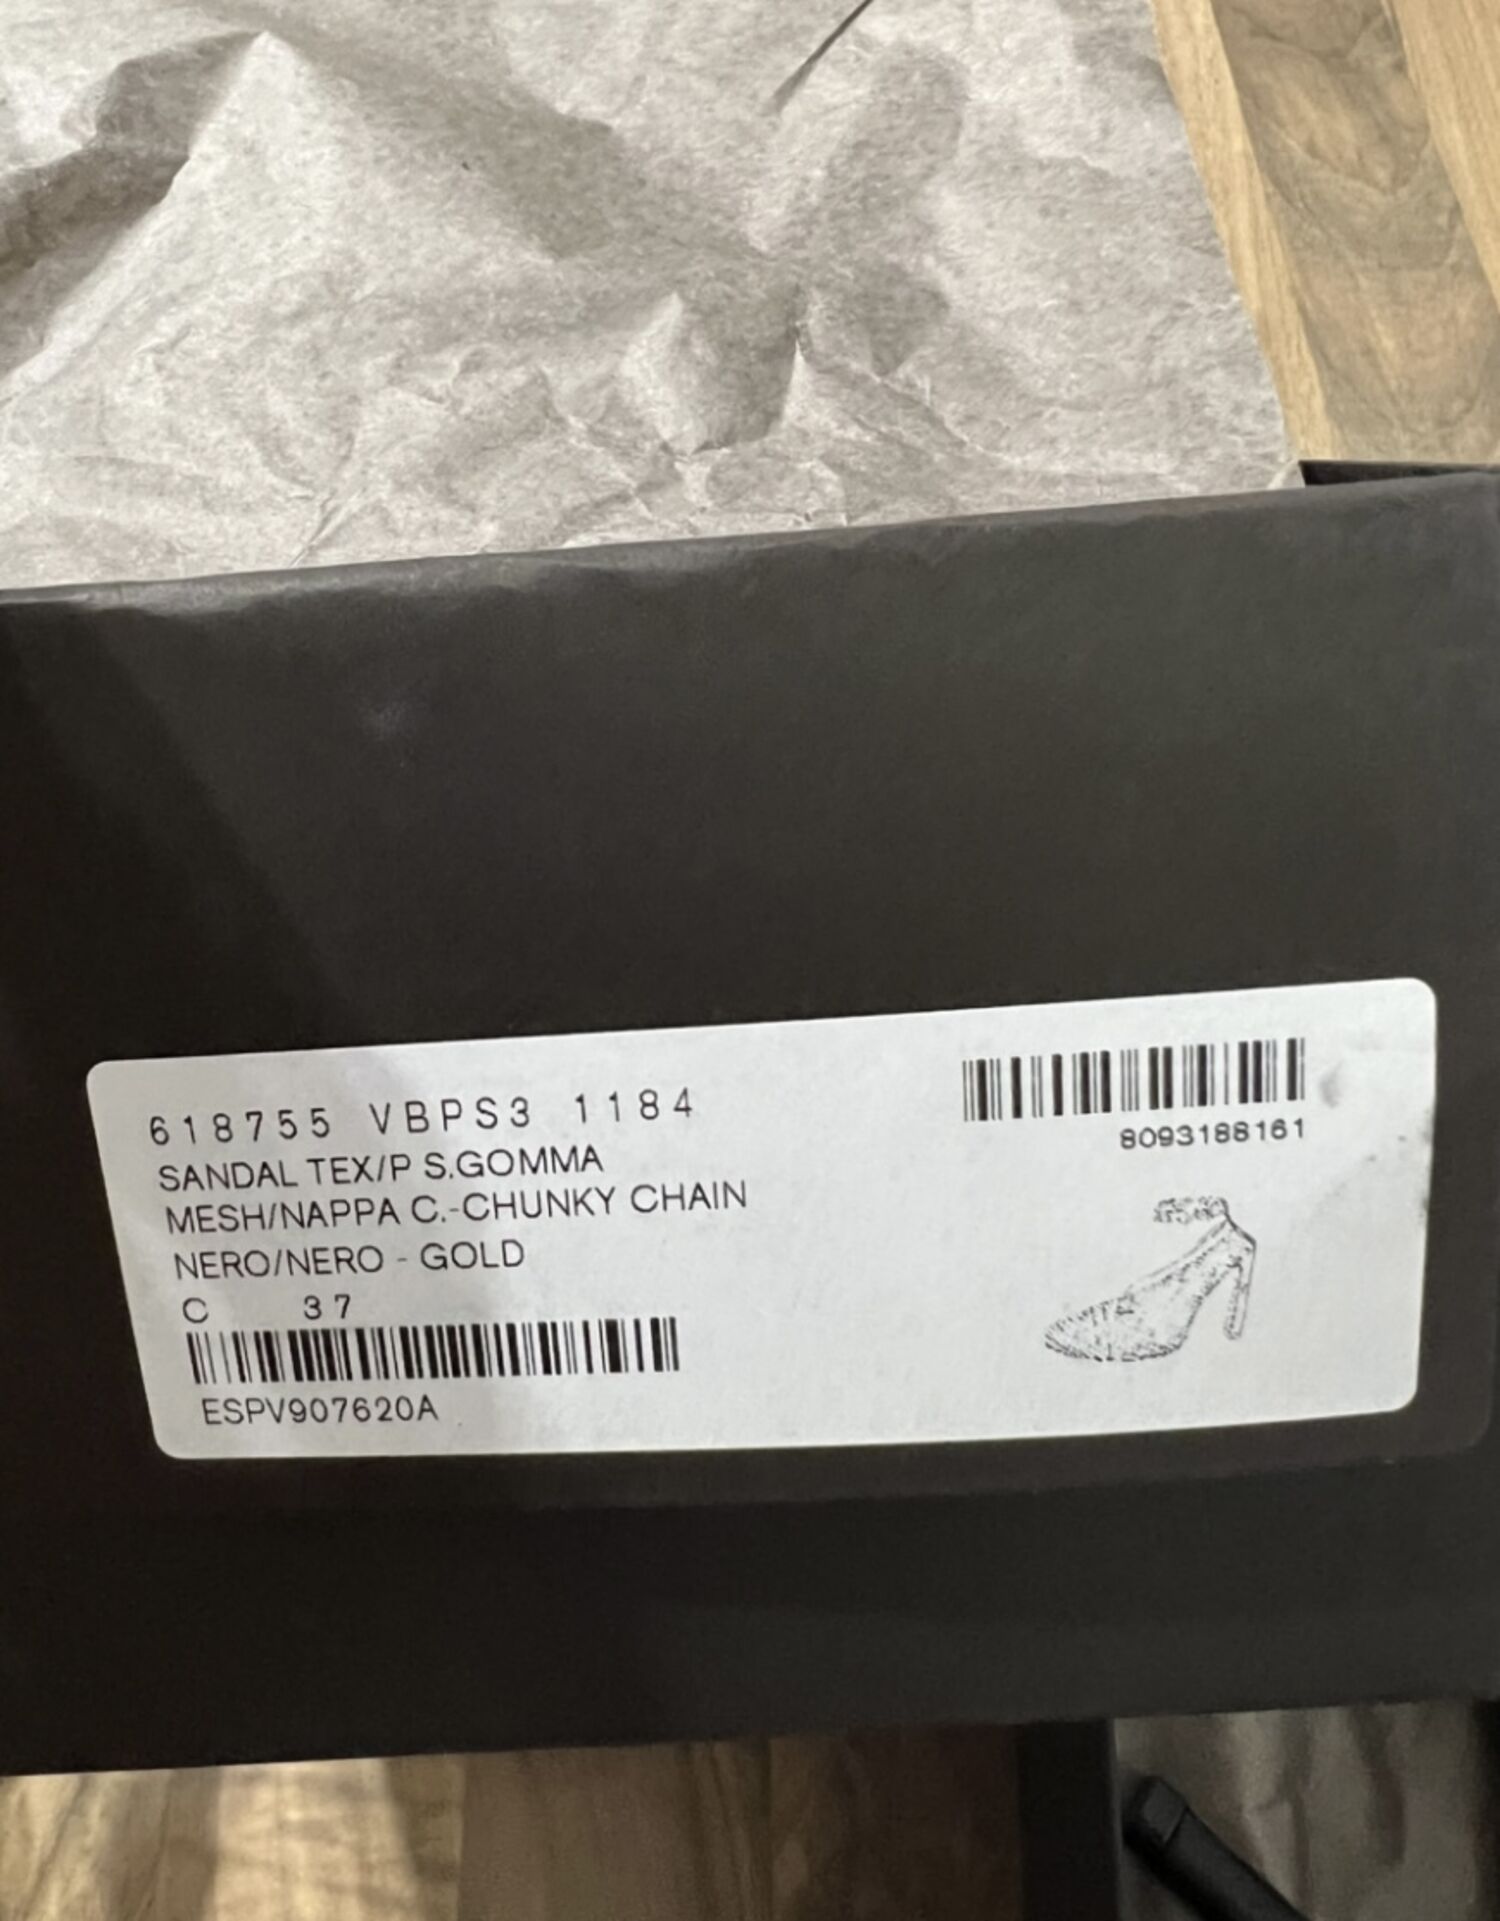 618755 VBPS3 1184
SANDAL TEX/P S.GOMMA
MESH/NAPPA C.-CHUNKY CHAIN
NERO/NERO - GOLD
C 37
ESPV907620A
8093188161